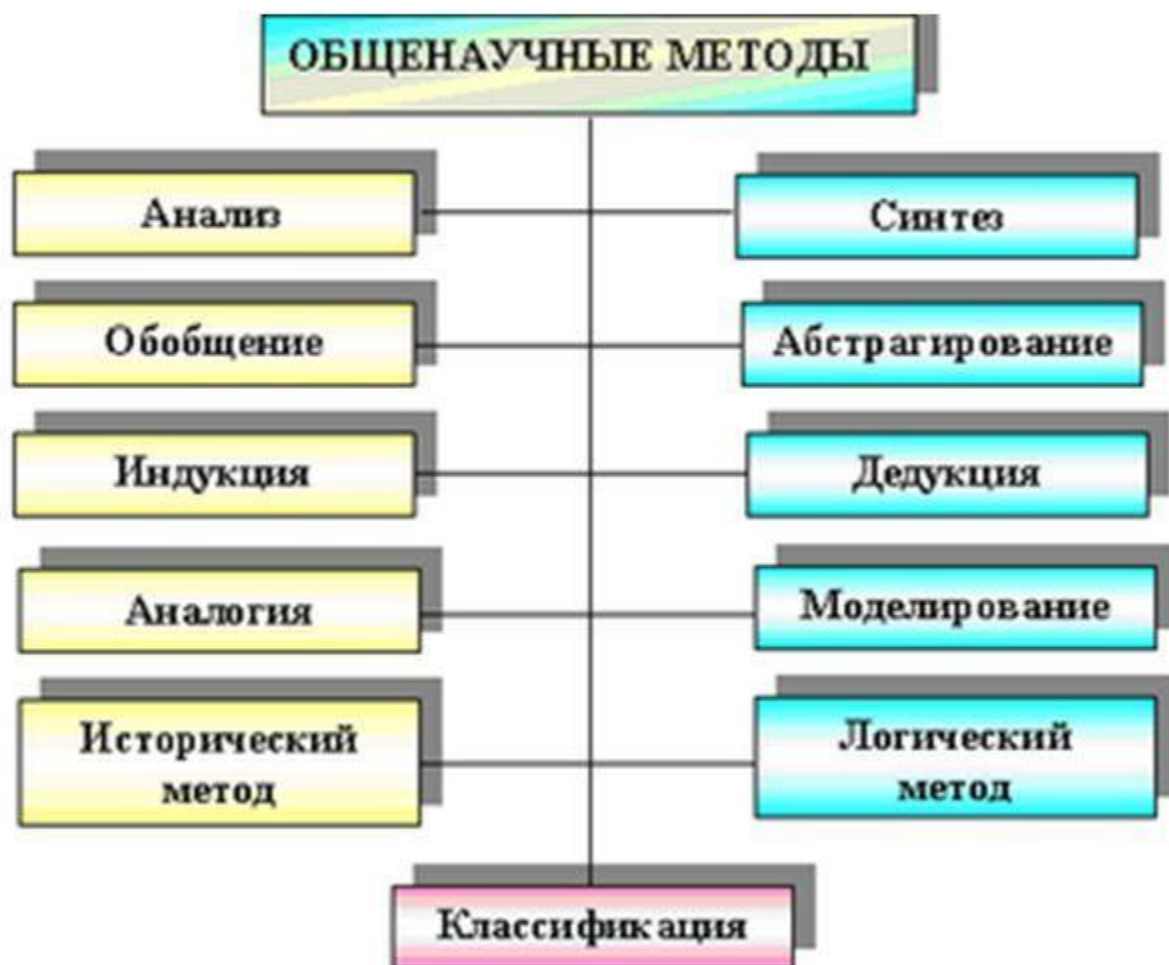 ОБЩЕНАУЧНЫЕ МЕТОДЫ
Анализ
Синтез
Обобщение
Абстрагирование
Индукция
Дедукция
Аналогия
Моделирование
Исторический
метод
Логический
метод
Классификация